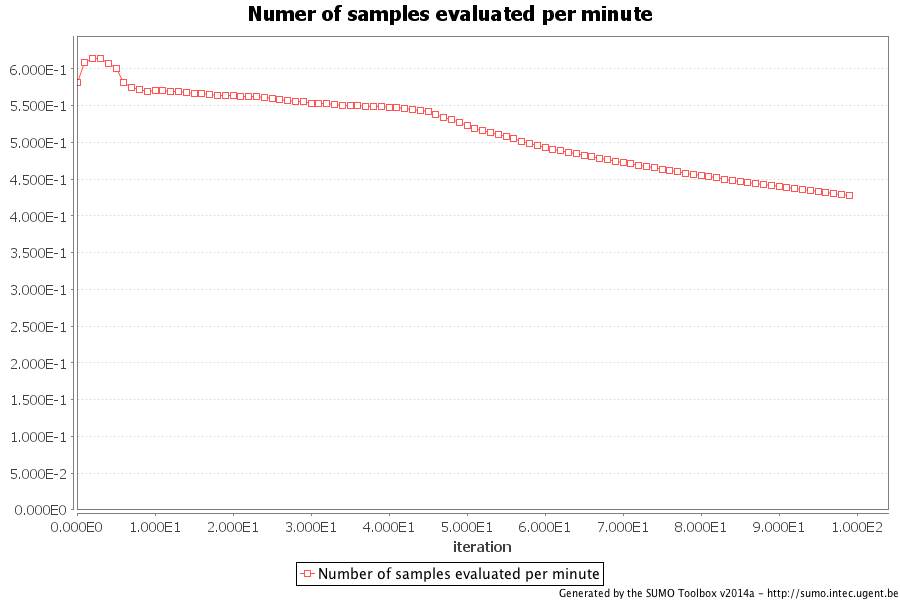 Numer of samples evaluated per minute
6.000E-1
5.500E-1
5.000E-1
4.500E-1
4.000E-1
3.500E-1
3.000E-1
2.500E-1
2.000E-1
1.500E-1
1.000E-1
5.000E-2
0.000E0
0.000E0 1.000E1 2.000E1 3.000E1 4.000E1 5.000E1 6.000E1 7.000E1 8.000E1 9.000E1 1.000E2
iteration
Number of samples evaluated per minute
Generated by the SUMO Toolbox v2014a - http://sumo.intec.ugent.be